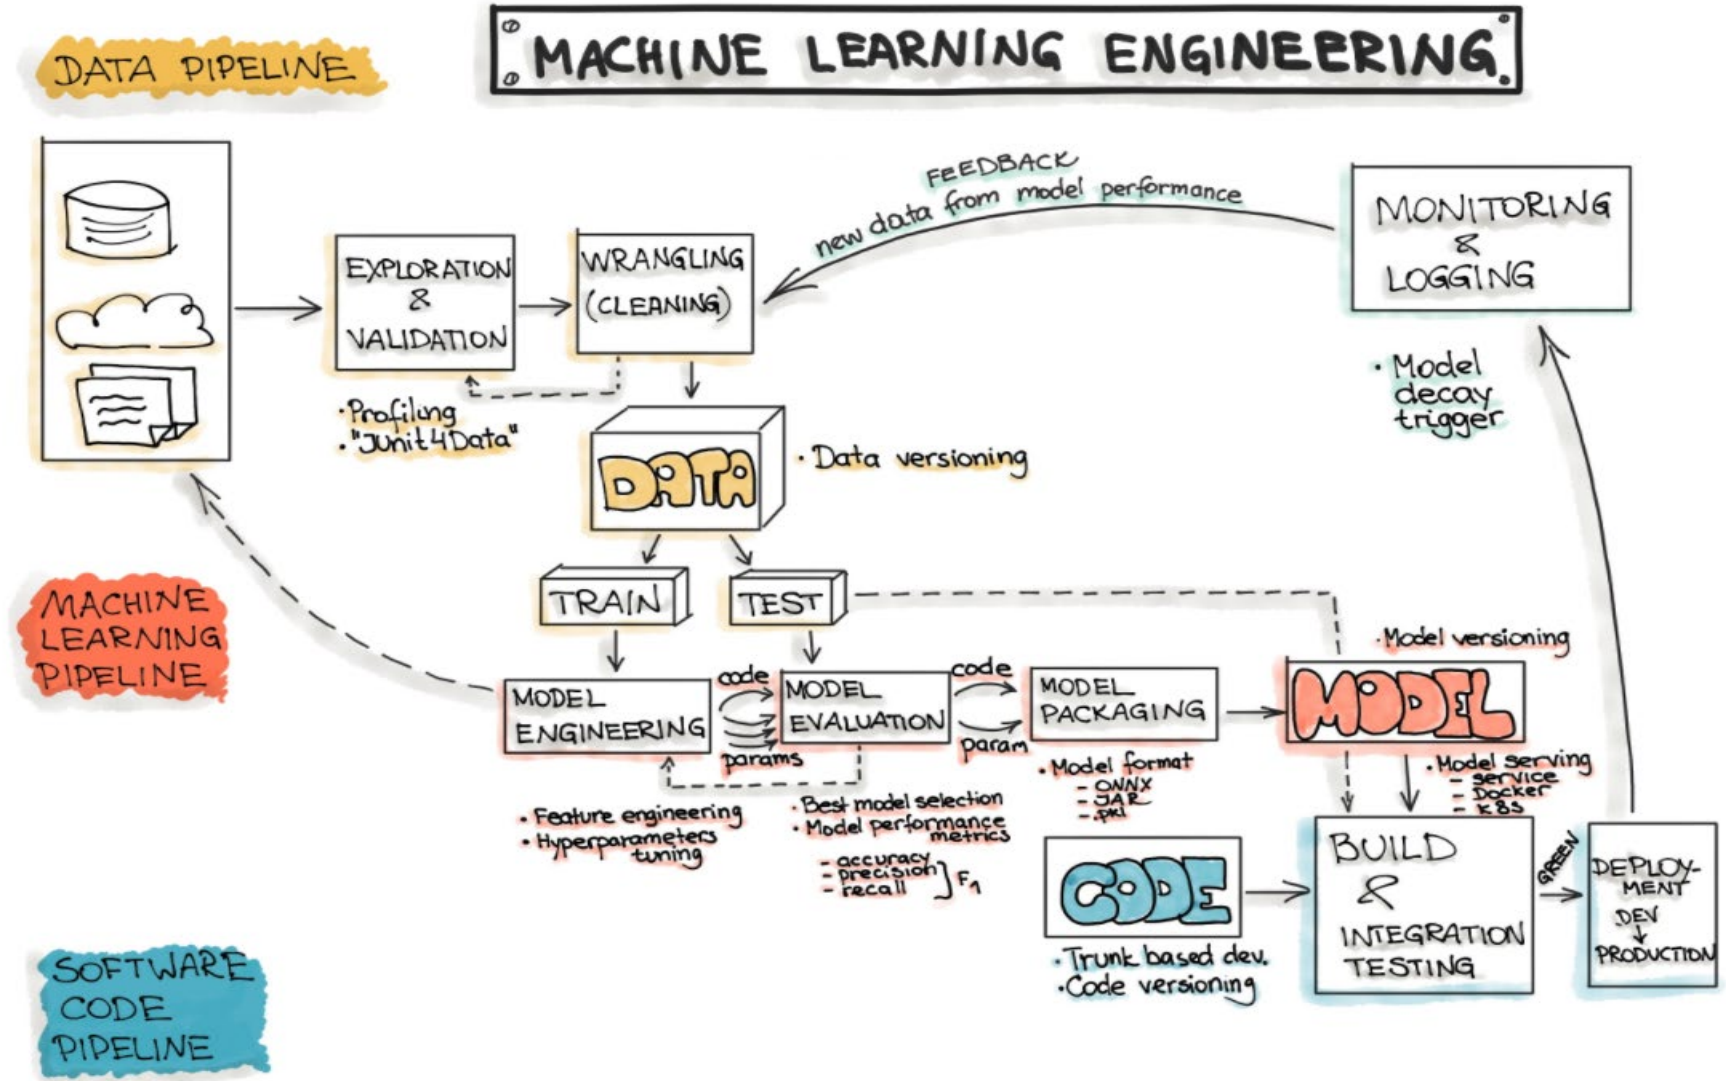 MACHINE LEARNING ENGINEERING
DATA PIPELINE
EXPLORATION
&
VALIDATION
· Profiling
· "JUnit4Data"
WRANGLING
(CLEANING)
FEEDBACK
new data from model performance
MONITORING
&
LOGGING
· Model
decay
trigger
DATA
· Data versioning
TRAIN
TEST
MACHINE
LEARNING
PIPELINE
MODEL
ENGINEERING
· Feature engineering
· Hyperparameters
tuning
code
params
MODEL
EVALUATION
· Best model selection
· Model performance
metrics
- accuracy
- precision
- recall
F1
code
param
MODEL
PACKAGING
· Model format
- ONNX
- JAR
- .pkl
· Model versioning
MODEL
· Model serving
- service
- Docker
- K8s
CODE
· Trunk based dev.
· Code versioning
BUILD
&
INTEGRATION
TESTING
GREEN
DEPLOY-
MENT
DEV
PRODUCTION
SOFTWARE
CODE
PIPELINE